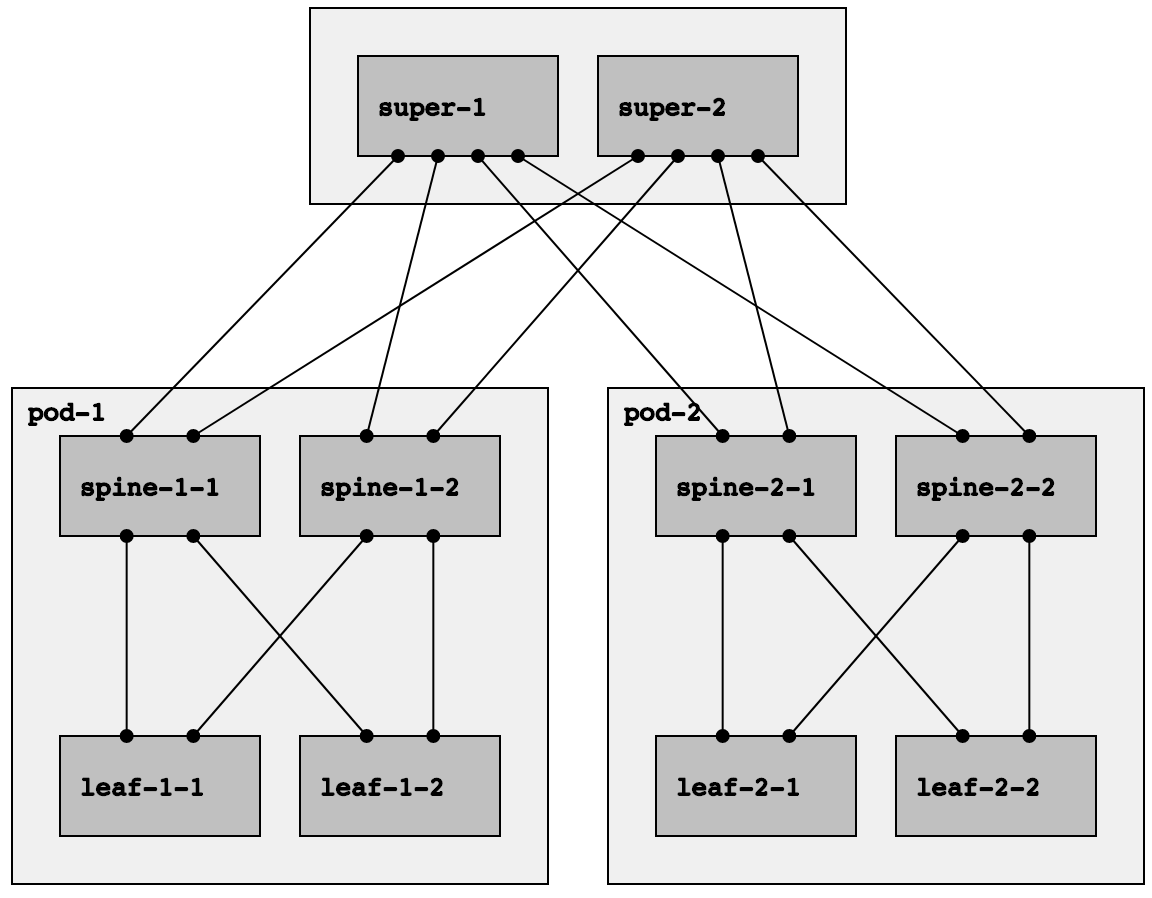 super-1
super-2
pod-1
pod-2
spine-1-1
spine-1-2
spine-2-1
spine-2-2
leaf-1-1
leaf-1-2
leaf-2-1
leaf-2-2